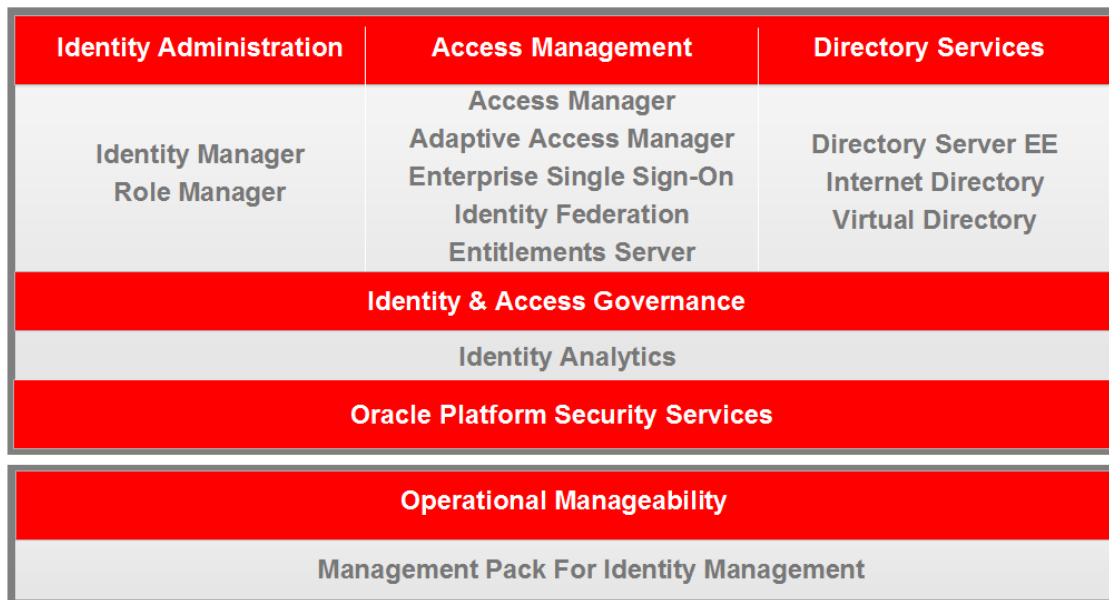 Identity Administration
Access Management
Directory Services
Identity Manager
Role Manager
Access Manager
Adaptive Access Manager
Enterprise Single Sign-On
Identity Federation
Entitlements Server
Directory Server EE
Internet Directory
Virtual Directory
Identity & Access Governance
Identity Analytics
Oracle Platform Security Services
Operational Manageability
Management Pack For Identity Management